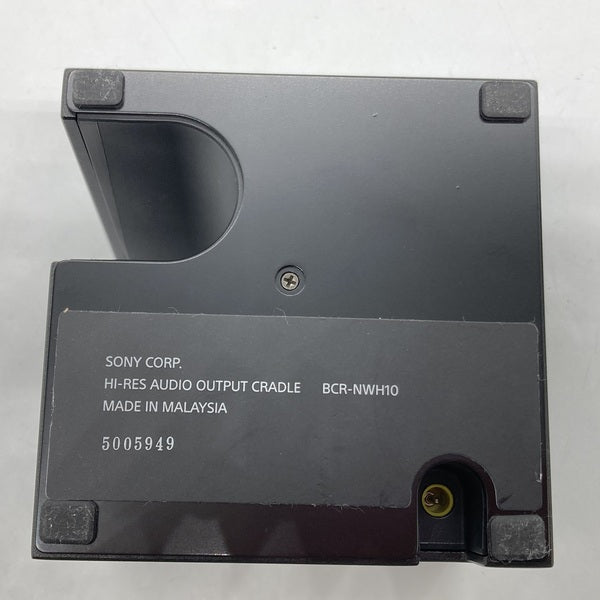 SONY CORP.
HI-RES AUDIO OUTPUT CRADLE BCR-NWH10
MADE IN MALAYSIA
5005949